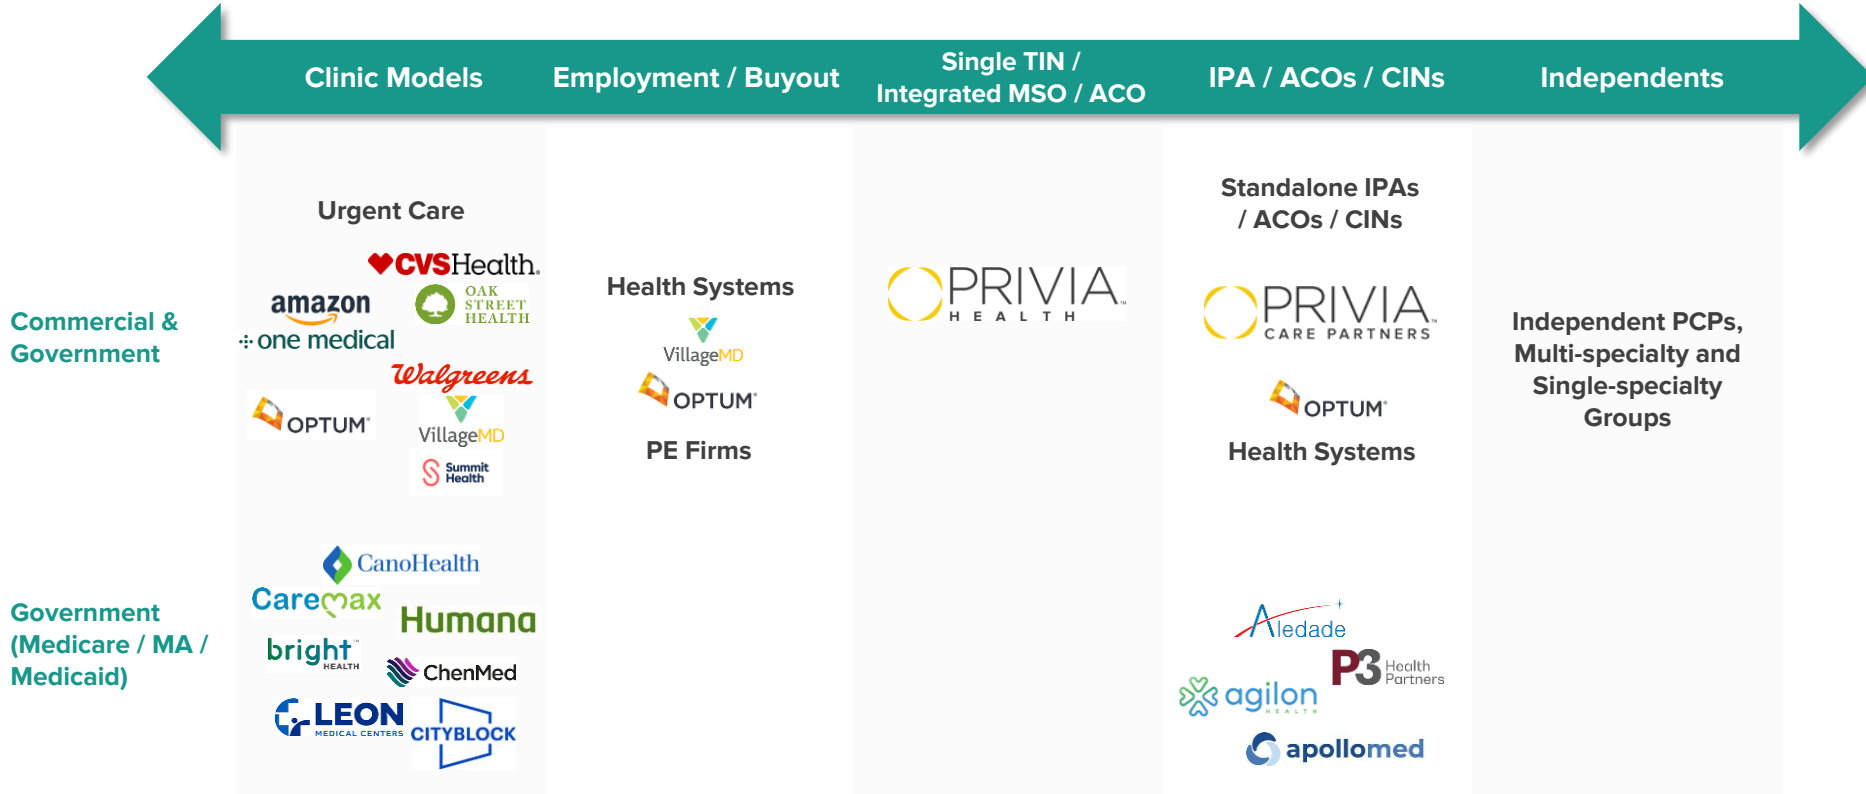 Clinic Models
Employment / Buyout
Single TIN /
Integrated MSO / ACO
IPA / ACOs / CINs
Independents
Commercial &
Government
Urgent Care
CVSHealth.
amazon
OAK
STREET
HEALTH
one medical
Walgreens
OPTUM®
VillageMD
Summit
Health
Health Systems
VillageMD
OPTUM®
PE Firms
PRIVIA™
HEALTH
Standalone IPAs
/ ACOs / CINs
PRIVIA™
CARE PARTNERS
OPTUM®
Health Systems
Independent PCPs,
Multi-specialty and
Single-specialty
Groups
Government
(Medicare / MA /
Medicaid)
CanoHealth
Caremax
Humana
bright™
HEALTH
ChenMed
LEON
MEDICAL CENTERS
CITYBLOCK
Aledade
P3 Health
Partners
agilon
HEALTH
apollomed